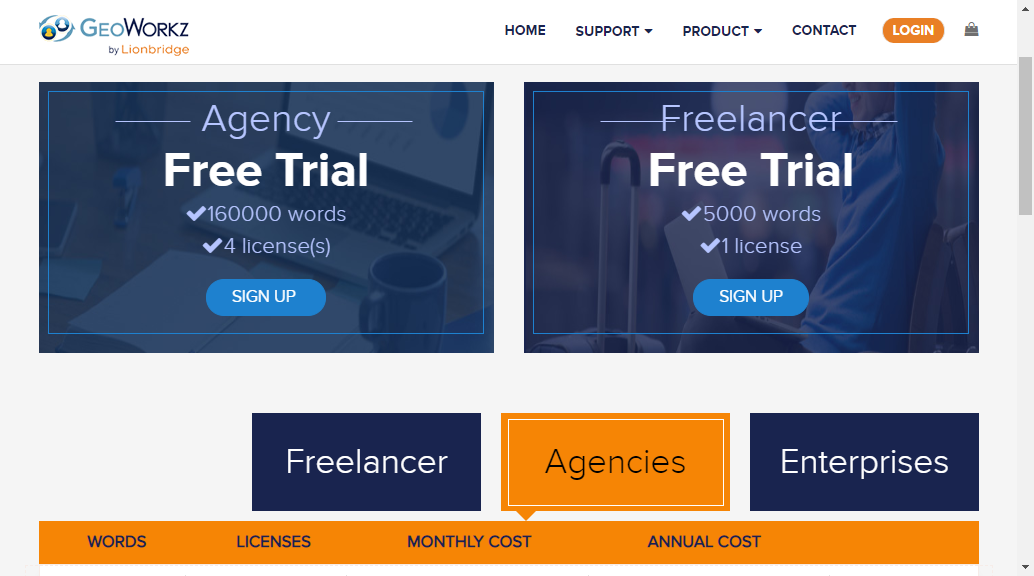 GEOWORKZ
by Lionbridge
HOME SUPPORT PRODUCT CONTACT LOGIN
Agency
Free Trial
160000 words
4 license(s)
SIGN UP
Freelancer
Free Trial
5000 words
1 license
SIGN UP
Freelancer
Agencies
Enterprises
WORDS LICENSES MONTHLY COST ANNUAL COST